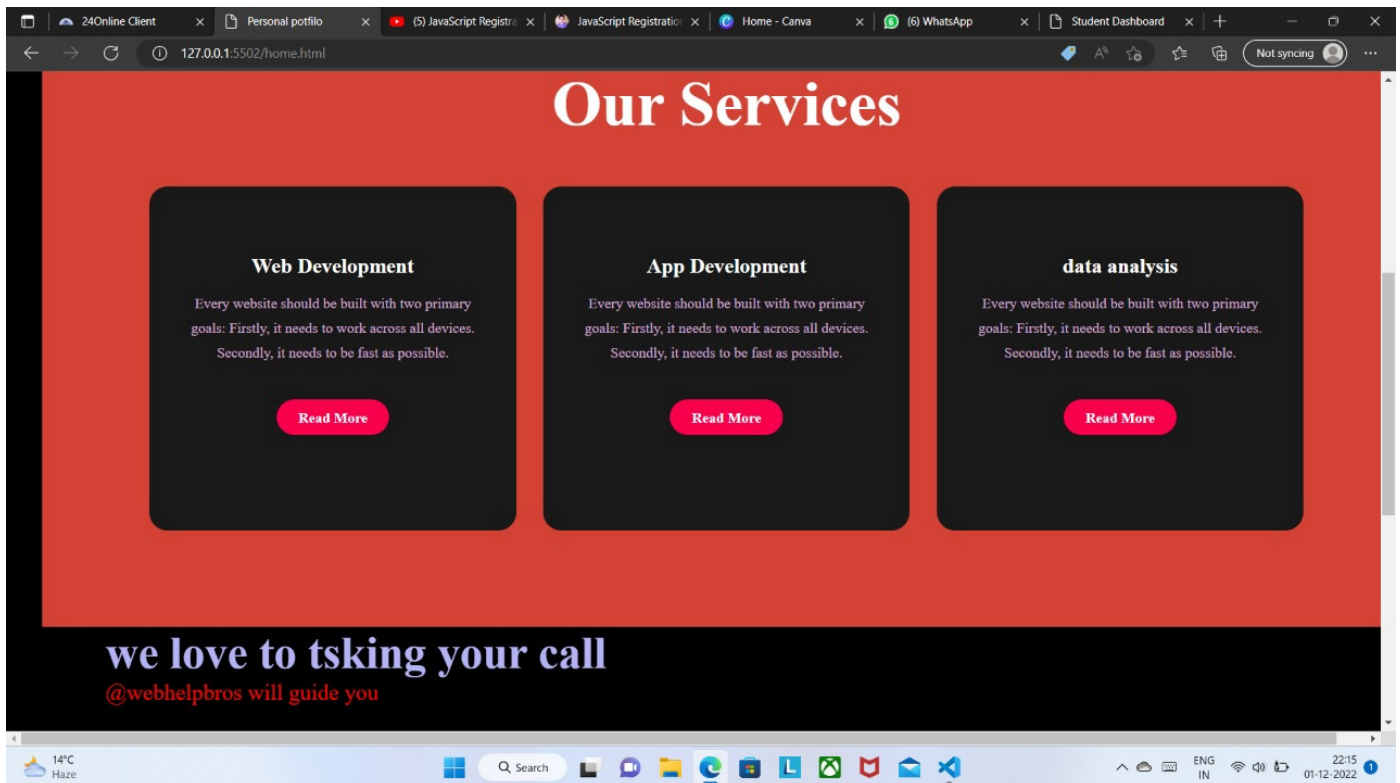 24Online Client
Personal potfilo
(5) JavaScript Registra
JavaScript Registration
Home - Canva
(6) WhatsApp
Student Dashboard
127.0.0.1:5502/home.html
Not syncing
Our Services
Web Development
Every website should be built with two primary
goals: Firstly, it needs to work across all devices.
Secondly, it needs to be fast as possible.
Read More
App Development
Every website should be built with two primary
goals: Firstly, it needs to work across all devices.
Secondly, it needs to be fast as possible.
Read More
data analysis
Every website should be built with two primary
goals: Firstly, it needs to work across all devices.
Secondly, it needs to be fast as possible.
Read More
we love to tsking your call
@webhelpbros will guide you
14°C
Haze
Search
ENG
IN
22:15
01-12-2022
1